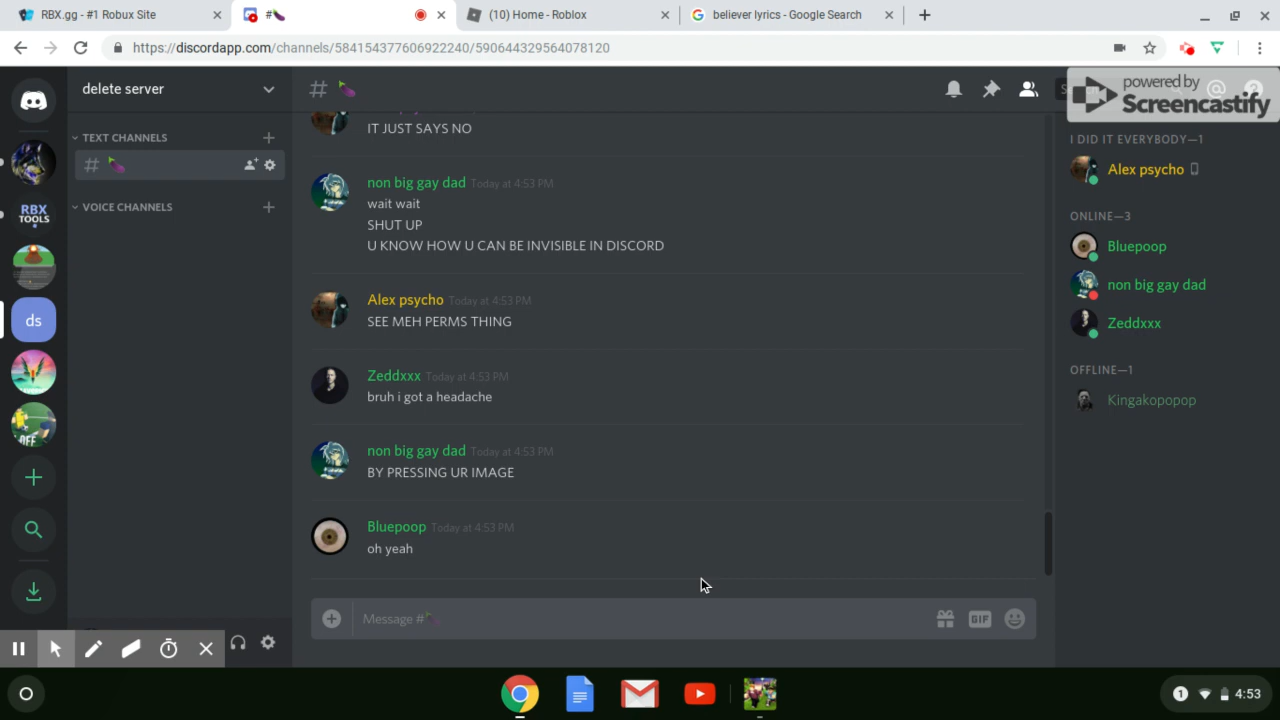 RBX.gg - #1 Robux Site
#🍆
(10) Home - Roblox
believer lyrics - Google Search
https://discordapp.com/channels/584154377606922240/590644329564078120
delete server
# 🍆
powered by
Screencastify
TEXT CHANNELS
# 🍆
VOICE CHANNELS
RBX
TOOLS
ds
IT JUST SAYS NO
non big gay dad Today at 4:53 PM
wait wait
SHUT UP
U KNOW HOW U CAN BE INVISIBLE IN DISCORD
Alex psycho Today at 4:53 PM
SEE MEH PERMS THING
Zeddxxx Today at 4:53 PM
bruh i got a headache
non big gay dad Today at 4:53 PM
BY PRESSING UR IMAGE
Bluepoop Today at 4:53 PM
oh yeah
Message #🍆
GIF
I DID IT EVERYBODY—1
Alex psycho
ONLINE—3
Bluepoop
non big gay dad
Zeddxxx
OFFLINE—1
Kingakopopop
1
4:53